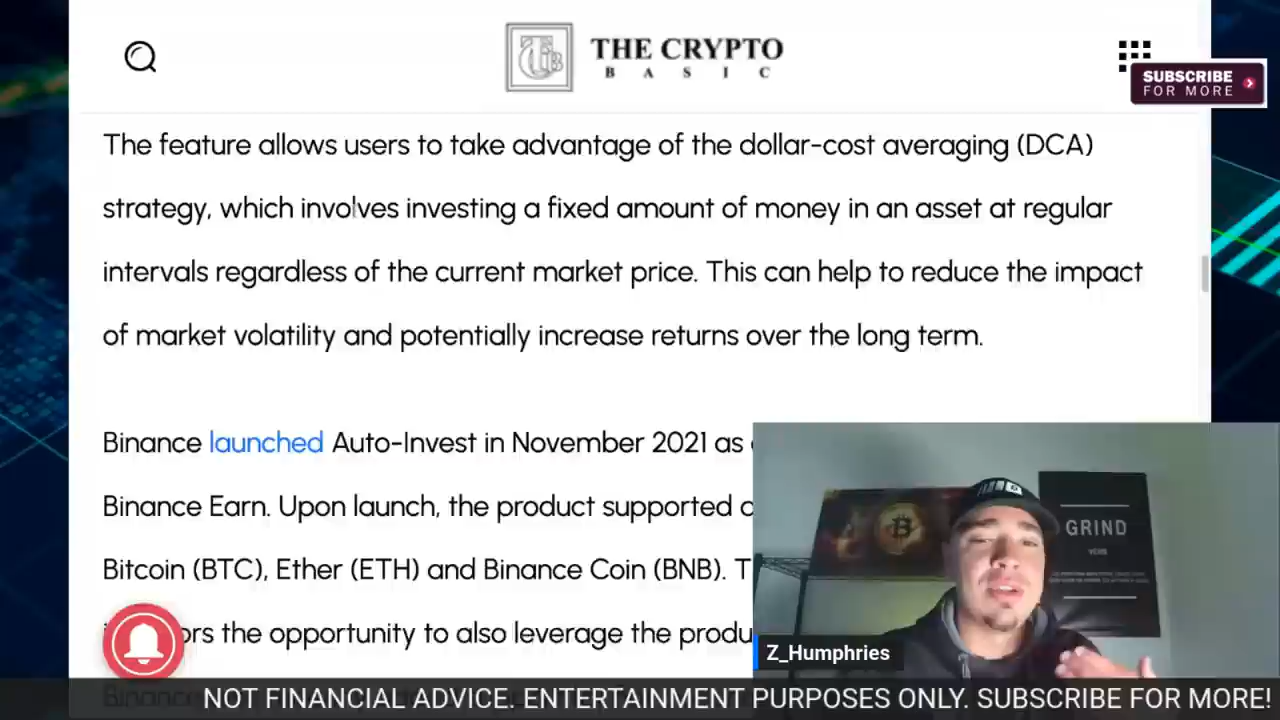 THE CRYPTO
BASIC
SUBSCRIBE
FOR MORE
The feature allows users to take advantage of the dollar-cost averaging (DCA)
strategy, which involves investing a fixed amount of money in an asset at regular
intervals regardless of the current market price. This can help to reduce the impact
of market volatility and potentially increase returns over the long term.
Binance launched Auto-Invest in November 2021 as
Binance Earn. Upon launch, the product supported
Bitcoin (BTC), Ether (ETH) and Binance Coin (BNB).
the opportunity to also leverage the
GRIND
VERB
Z_Humphries
NOT FINANCIAL ADVICE. ENTERTAINMENT PURPOSES ONLY. SUBSCRIBE FOR MORE!